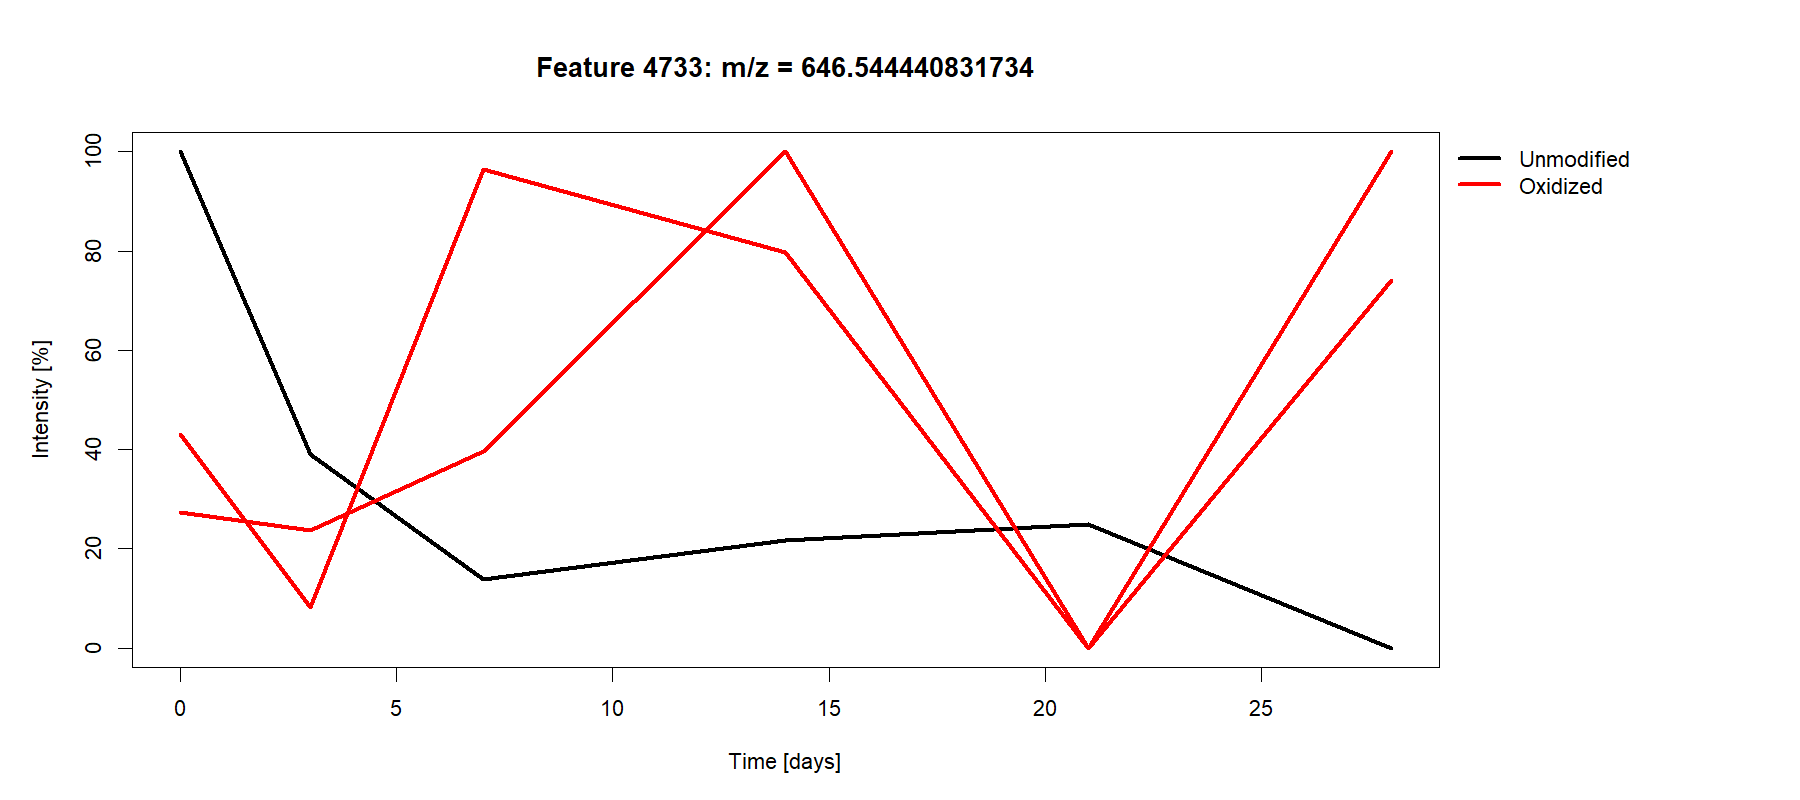 Feature 4733: m/z = 646.544440831734
Unmodified
Oxidized
Intensity [%]
100
80
60
40
20
0
0 5 10 15 20 25
Time [days]